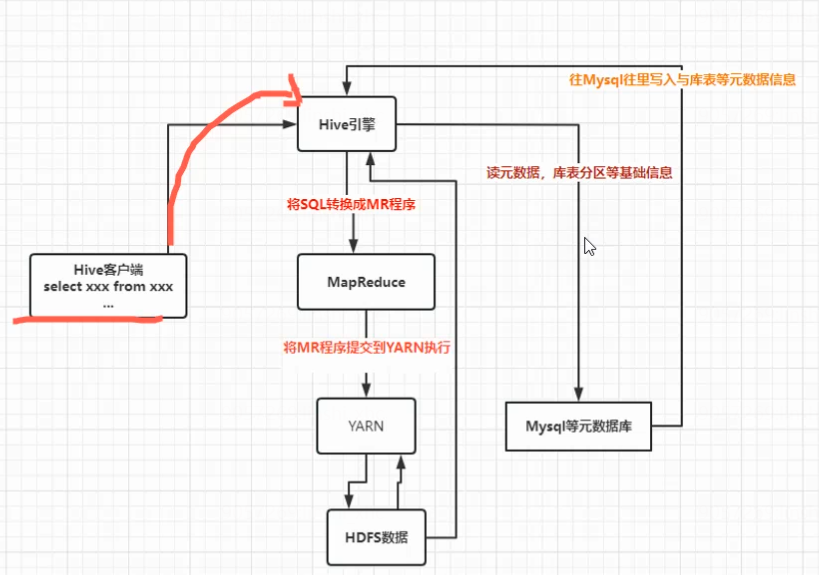 往Mysql往里写入与库表等元数据信息
Hive引擎
读元数据，库表分区等基础信息
将SQL转换成MR程序
Hive客户端
select xxx from xxx
...
MapReduce
将MR程序提交到YARN执行
YARN
Mysql等元数据库
HDFS数据